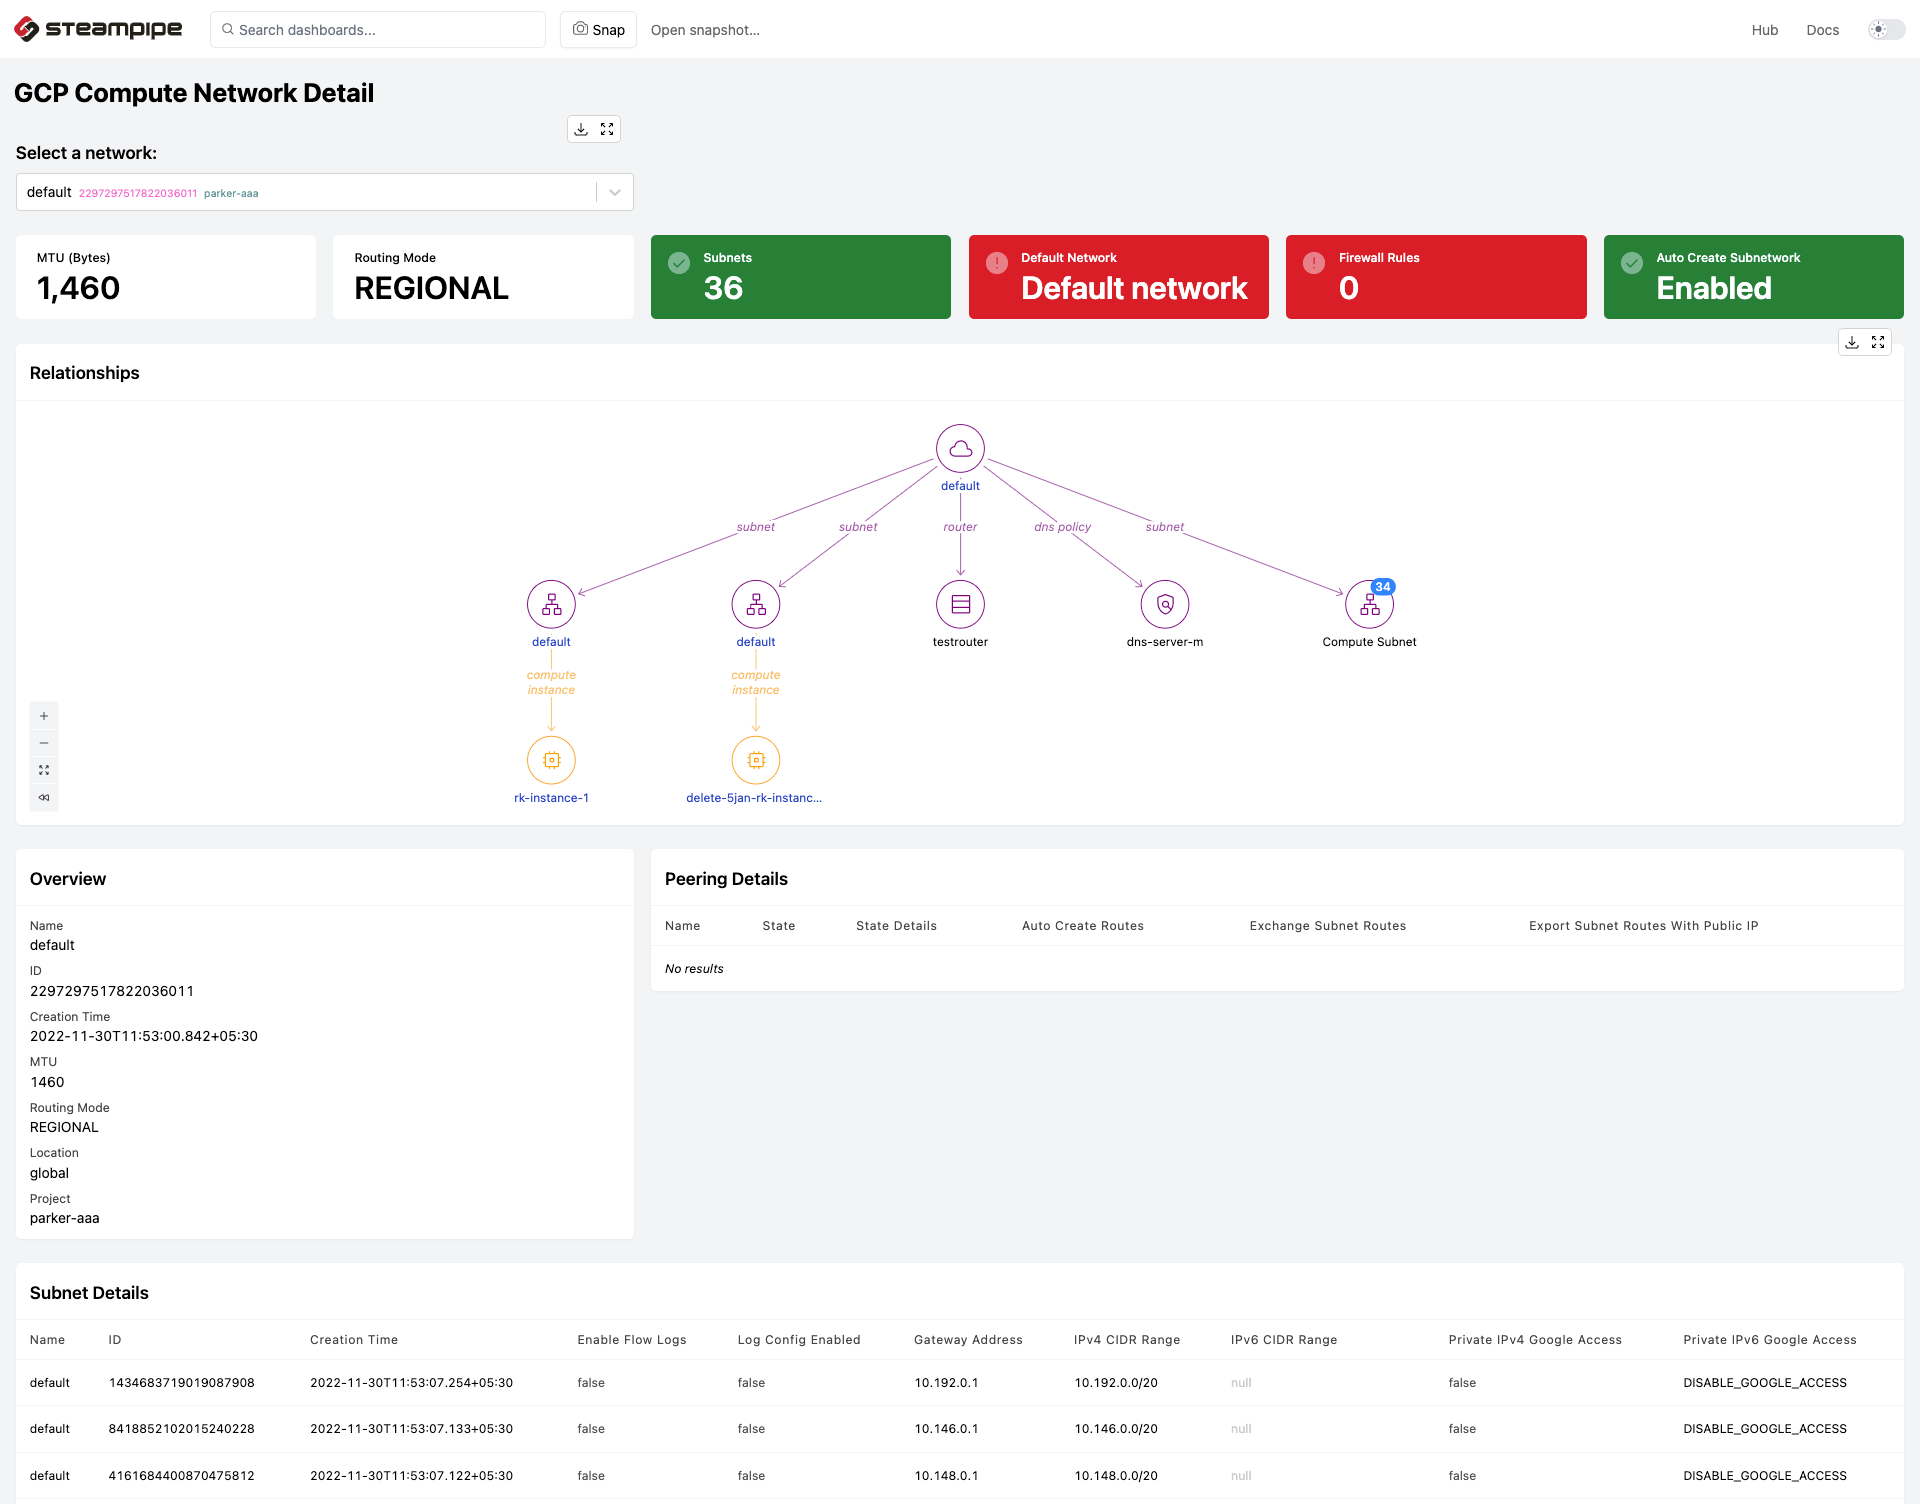 steampipe
Search dashboards...
Snap
Open snapshot...
Hub
Docs
GCP Compute Network Detail
Select a network:
default 2297297517822036011 parker-aaa
MTU (Bytes)
1,460
Routing Mode
REGIONAL
Subnets
36
Default Network
Default network
Firewall Rules
0
Auto Create Subnetwork
Enabled
Relationships
default
subnet subnet router dns policy subnet
34
default default testrouter dns-server-m Compute Subnet
compute
instance
compute
instance
rk-instance-1 delete-5jan-rk-instanc...
Overview
Name
default
ID
2297297517822036011
Creation Time
2022-11-30T11:53:00.842+05:30
MTU
1460
Routing Mode
REGIONAL
Location
global
Project
parker-aaa
Peering Details
Name State State Details Auto Create Routes Exchange Subnet Routes Export Subnet Routes With Public IP
No results
Subnet Details
Name ID Creation Time Enable Flow Logs Log Config Enabled Gateway Address IPv4 CIDR Range IPv6 CIDR Range Private IPv4 Google Access Private IPv6 Google Access
default 1434683719019087908 2022-11-30T11:53:07.254+05:30 false false 10.192.0.1 10.192.0.0/20 null false DISABLE_GOOGLE_ACCESS
default 8418852102015240228 2022-11-30T11:53:07.133+05:30 false false 10.146.0.1 10.146.0.0/20 null false DISABLE_GOOGLE_ACCESS
default 4161684400870475812 2022-11-30T11:53:07.122+05:30 false false 10.148.0.1 10.148.0.0/20 null false DISABLE_GOOGLE_ACCESS